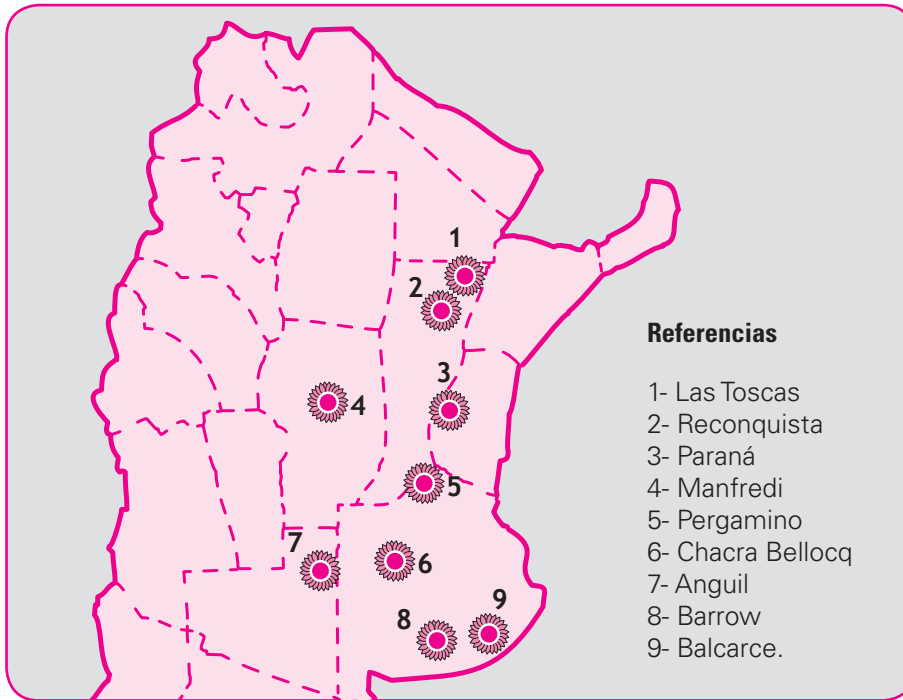 1
2
3
4
5
6
7
8
9
Referencias
1- Las Toscas
2- Reconquista
3- Paraná
4- Manfredi
5- Pergamino
6- Chacra Bellocq
7- Anguil
8- Barrow
9- Balcarce.